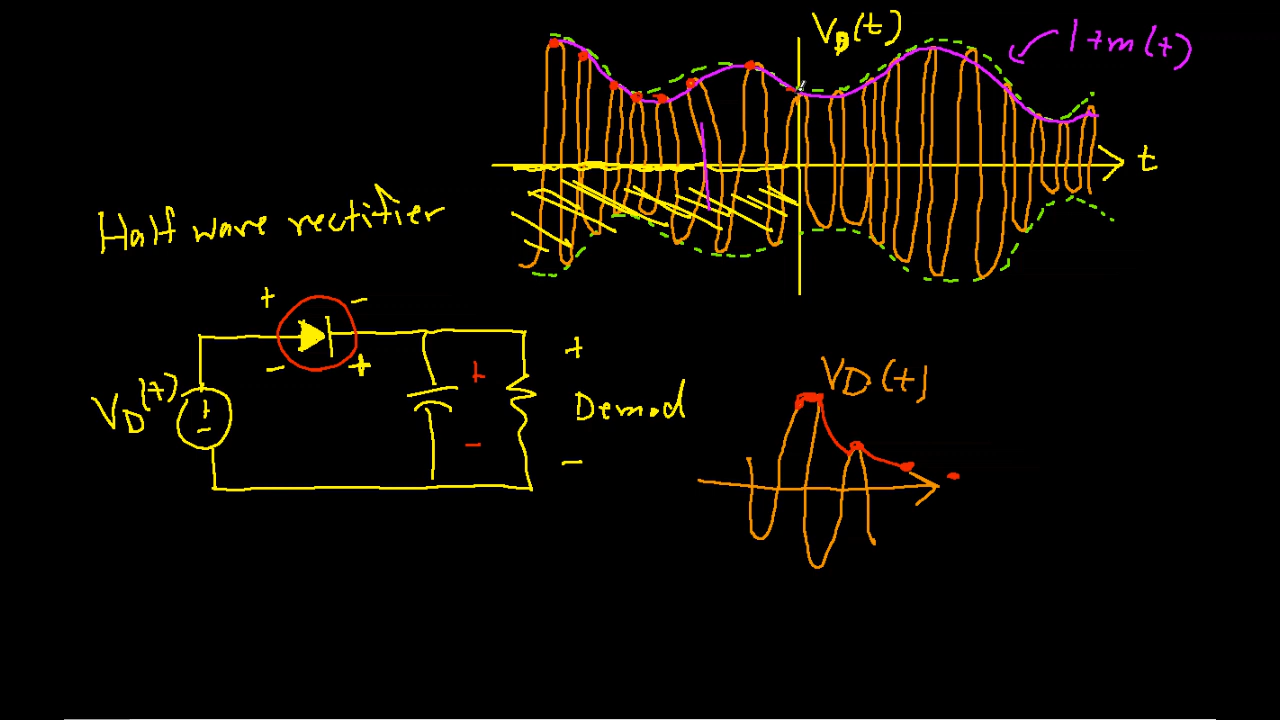 V_D(t)
1+m(t)
t
Half wave rectifier
+ −
− +
V_D(t)
+
−
+
−
+
Demod
−
V_D(t)